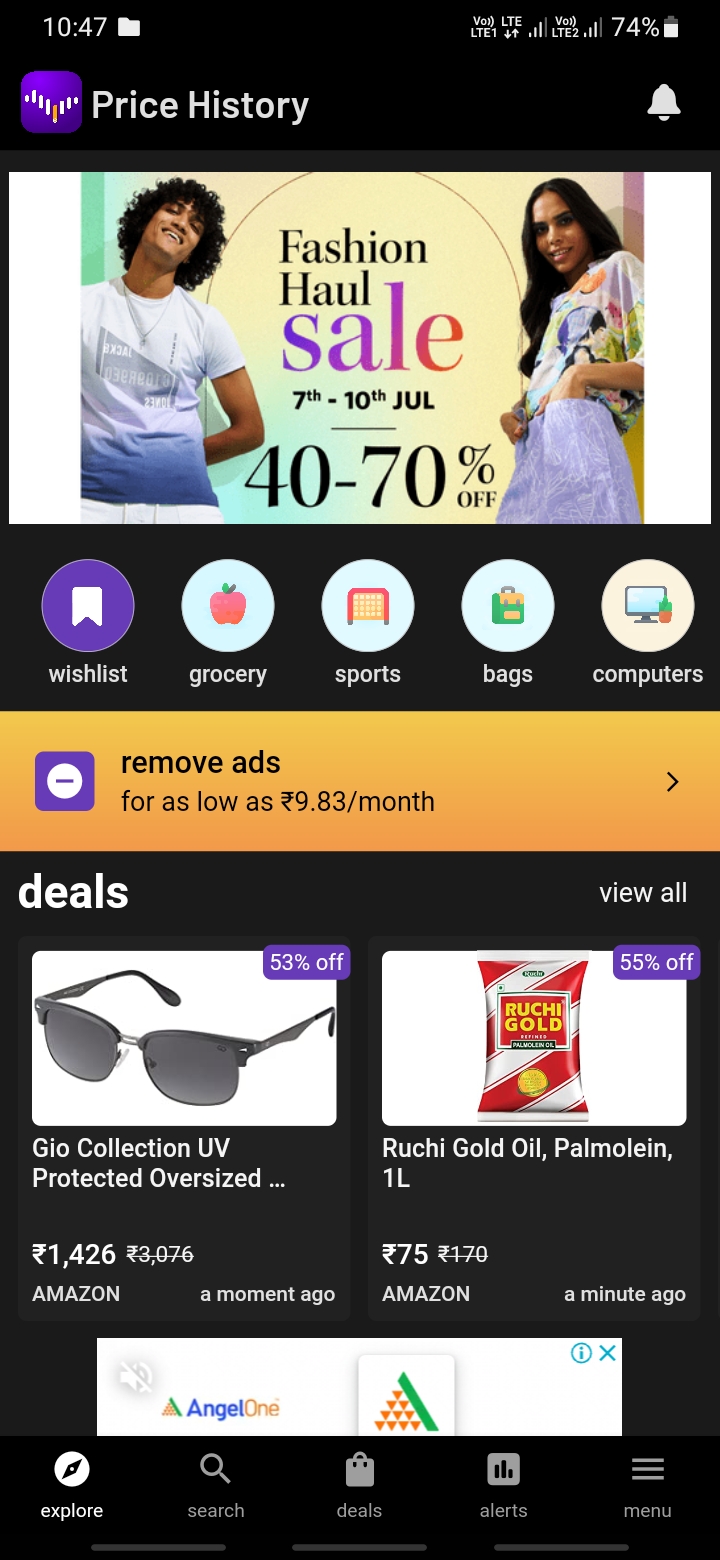 10:47
Vo)) LTE1 LTE Vo)) LTE2 74%
Price History
Fashion
Haul
sale
7th - 10th JUL
40-70% OFF
wishlist grocery sports bags computers
remove ads
for as low as ₹9.83/month
deals view all
53% off 55% off
Ruchi
RUCHI
GOLD
REFINED
PALMOLEIN OIL
Gio Collection UV
Protected Oversized ...
Ruchi Gold Oil, Palmolein,
1L
₹1,426 ₹3,076
₹75 ₹170
AMAZON a moment ago
AMAZON a minute ago
AngelOne
explore search deals alerts menu